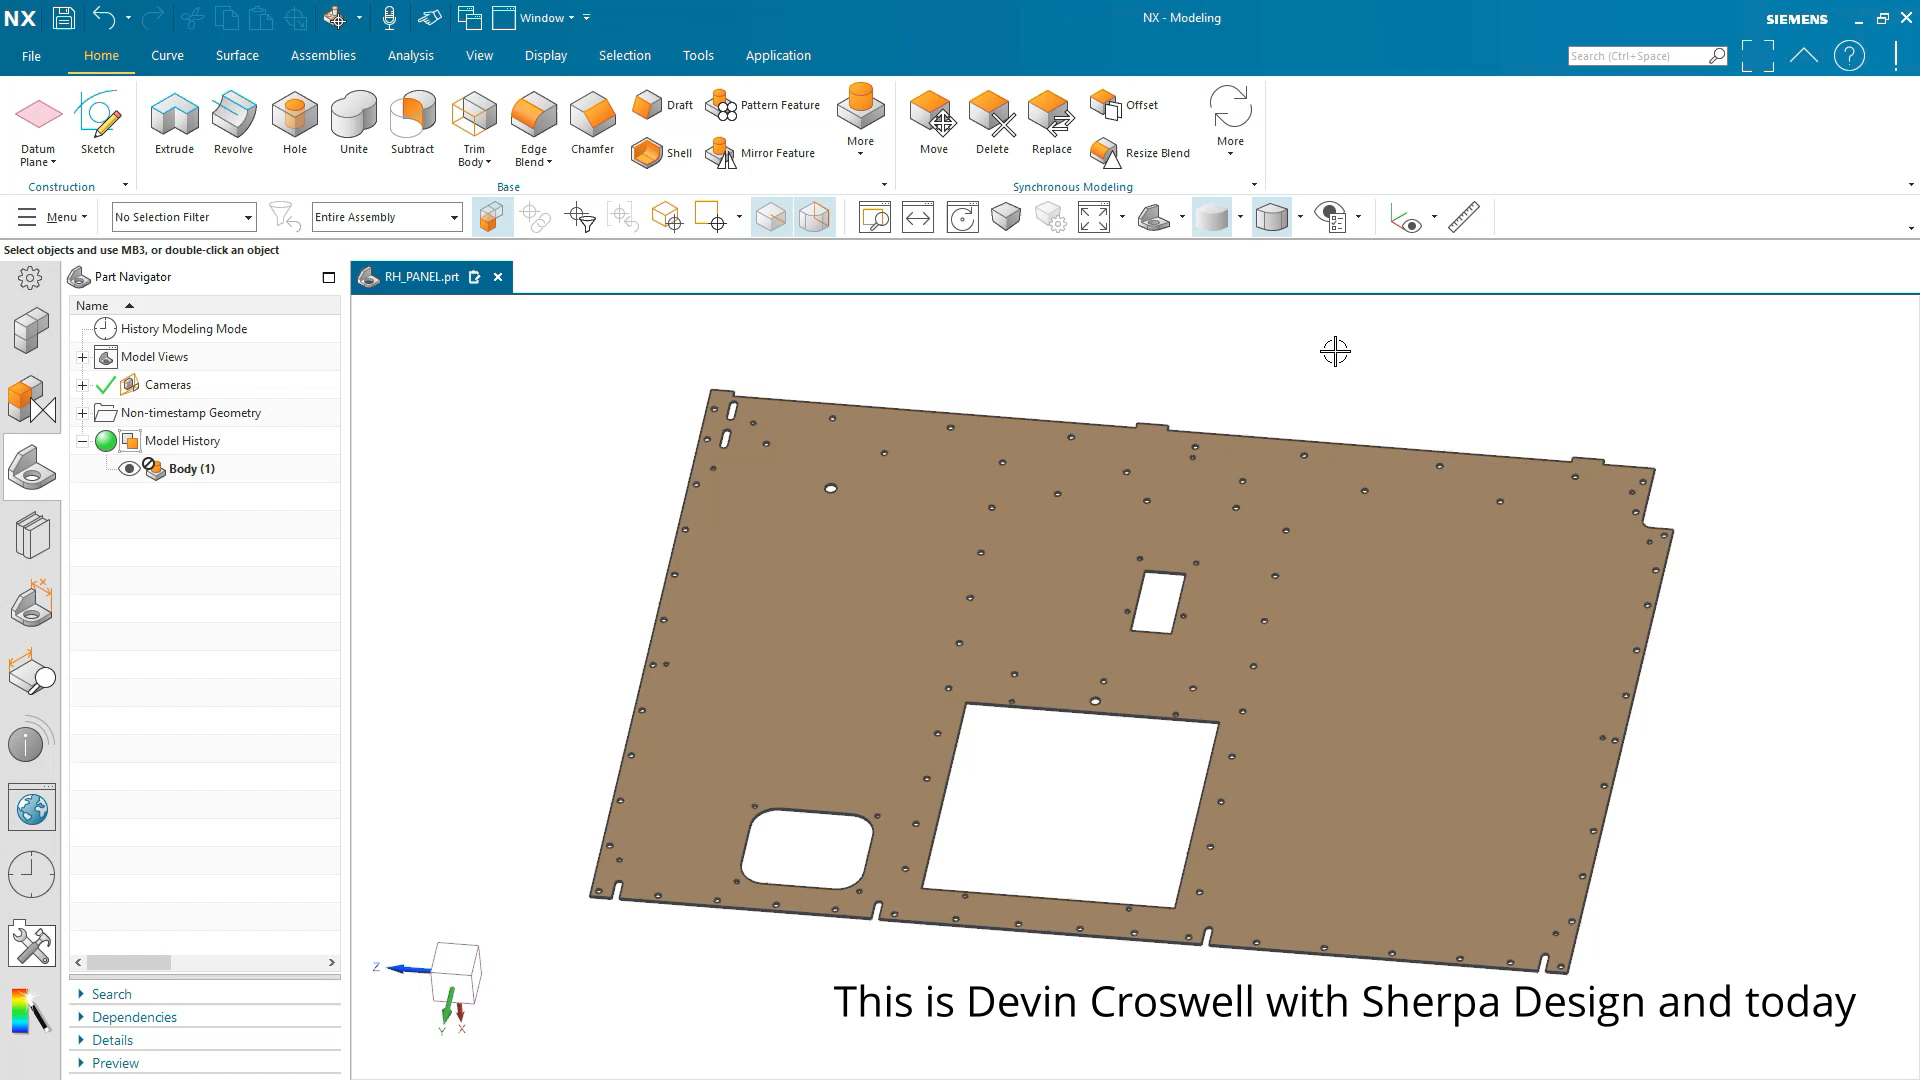 NX
Window
NX - Modeling
SIEMENS
File
Home
Curve
Surface
Assemblies
Analysis
View
Display
Selection
Tools
Application
Search (Ctrl+Space)
Datum Plane
Sketch
Extrude
Revolve
Hole
Unite
Subtract
Trim Body
Edge Blend
Chamfer
Draft
Shell
Pattern Feature
Mirror Feature
More
Move
Delete
Replace
Offset
Resize Blend
More
Construction
Base
Synchronous Modeling
Menu
No Selection Filter
Entire Assembly
Select objects and use MB3, or double-click an object
Part Navigator
RH_PANEL.prt
Name
History Modeling Mode
Model Views
Cameras
Non-timestamp Geometry
Model History
Body (1)
Search
Dependencies
Details
Preview
Z
Y
X
This is Devin Croswell with Sherpa Design and today